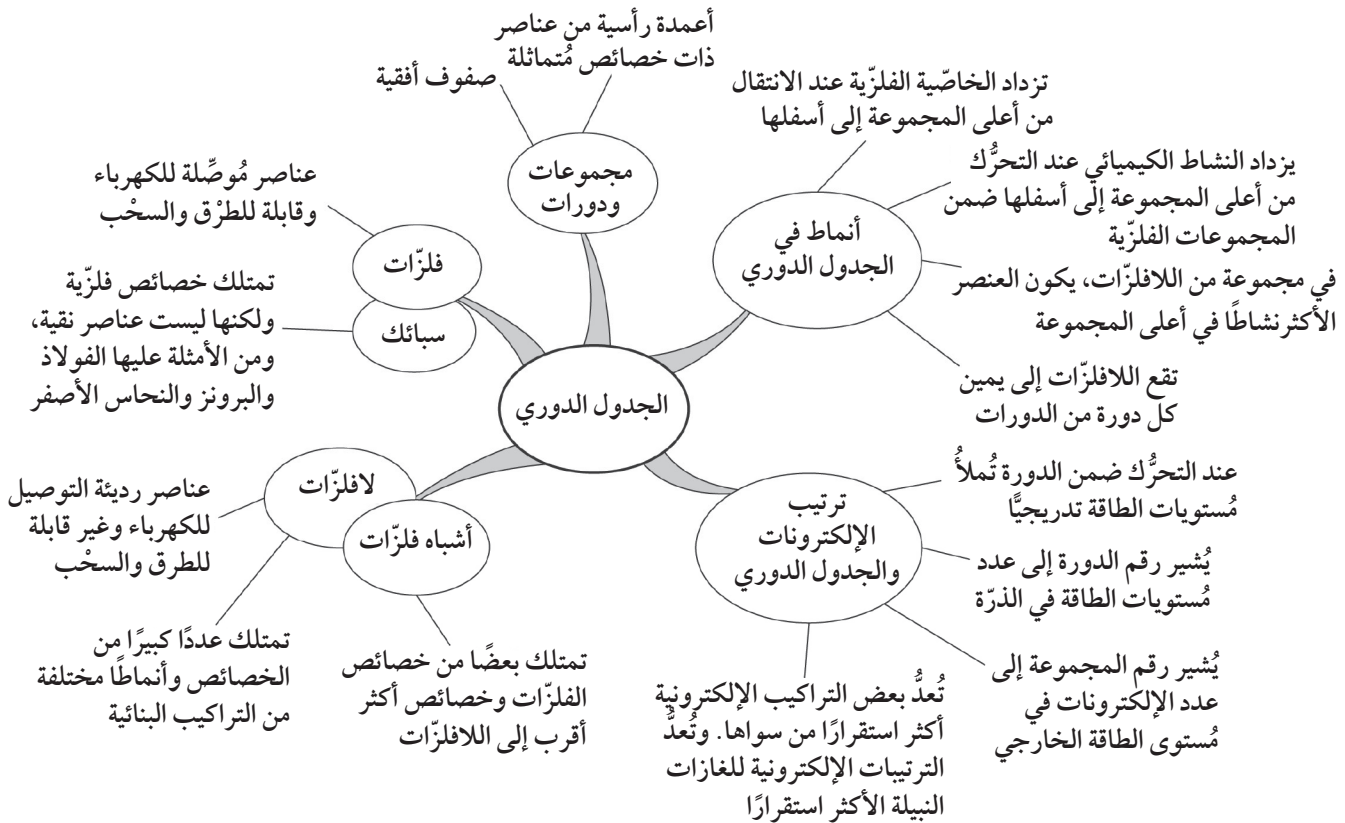 أعمدة رأسية من عناصر
ذات خصائص مُتماثلة
صفوف أفقية
مجموعات
ودورات
تزداد الخاصّية الفلزّية عند الانتقال
من أعلى المجموعة إلى أسفلها
يزداد النشاط الكيميائي عند التحرُّك
من أعلى المجموعة إلى أسفلها ضمن
المجموعات الفلزّية
في مجموعة من اللافلزّات، يكون العنصر
الأكثر نشاطًا في أعلى المجموعة
تقع اللافلزّات إلى يمين
كل دورة من الدورات
أنماط في
الجدول الدوري
عناصر مُوصِّلة للكهرباء
وقابلة للطرْق والسحْب
فلزّات
تمتلك خصائص فلزّية
ولكنها ليست عناصر نقية،
ومن الأمثلة عليها الفولاذ
والبرونز والنحاس الأصفر
سبائك
الجدول الدوري
لافلزّات
عناصر رديئة التوصيل
للكهرباء وغير قابلة
للطرق والسحْب
تمتلك عددًا كبيرًا من
الخصائص وأنماطًا مختلفة
من التراكيب البنائية
أشباه فلزّات
تمتلك بعضًا من خصائص
الفلزّات وخصائص أكثر
أقرب إلى اللافلزّات
ترتيب
الإلكترونات
والجدول الدوري
عند التحرُّك ضمن الدورة تُملأُ
مُستويات الطاقة تدريجيًّا
يُشير رقم الدورة إلى عدد
مُستويات الطاقة في الذرّة
يُشير رقم المجموعة إلى
عدد الإلكترونات في
مُستوى الطاقة الخارجي
تُعدُّ بعض التراكيب الإلكترونية
أكثر استقرارًا من سواها. وتُعدُّ
الترتيبات الإلكترونية للغازات
النبيلة الأكثر استقرارًا